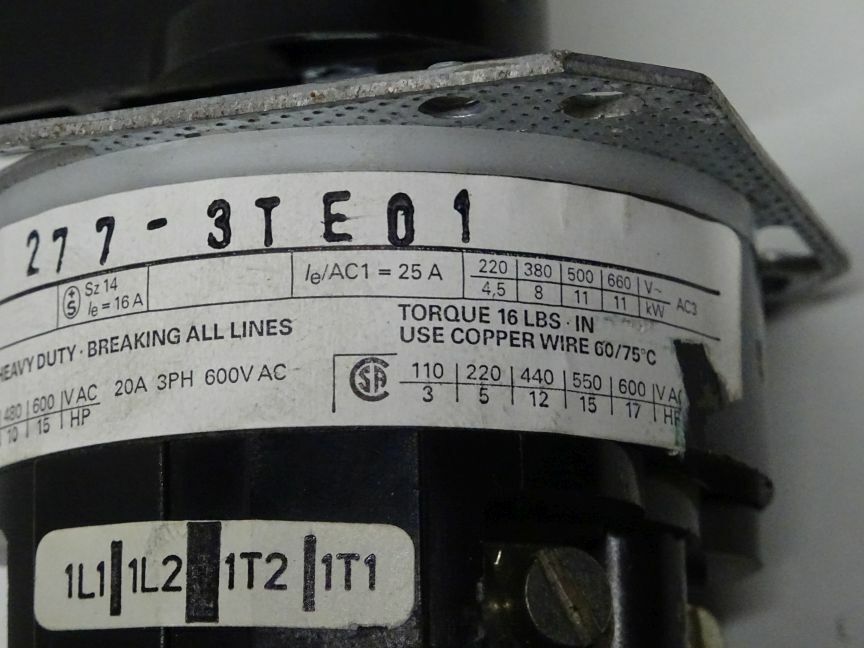 277-3TE01
Sz 14
Ie = 16 A
Ie/AC1 = 25 A
220 380 500 660 V~
4,5 8 11 11 kW AC3
HEAVY DUTY · BREAKING ALL LINES
TORQUE 16 LBS · IN
USE COPPER WIRE 60/75°C
480 600 V AC
10 15 HP
20A 3PH 600V AC
CSA
110 220 440 550 600 V AC
3 5 12 15 17 HP
1L1 1L2 1T2 1T1